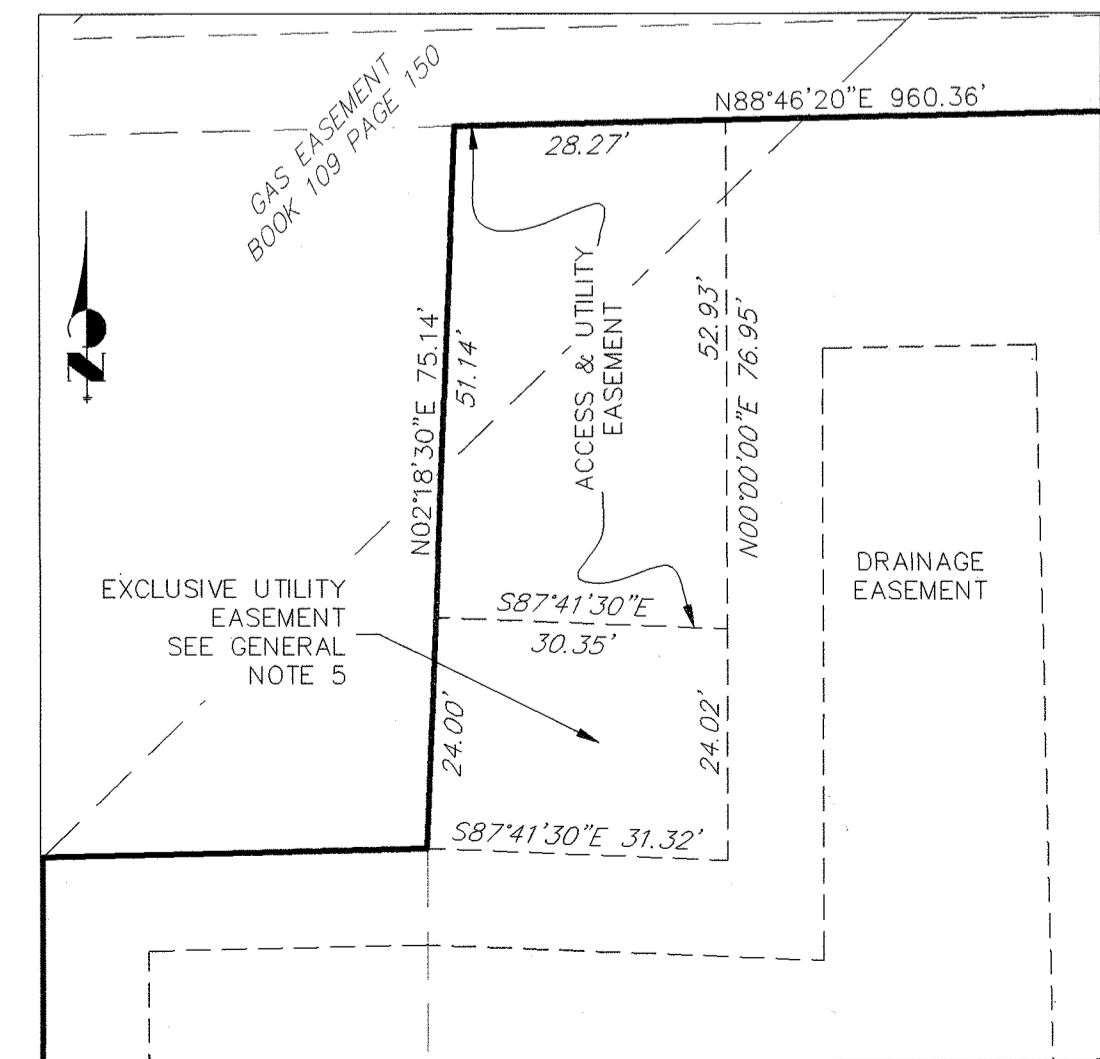 GAS EASEMENT
BOOK 109 PAGE 150
N88°46'20"E 960.36'
28.27'
N
ACCESS & UTILITY
EASEMENT
52.93'
N00°00'00"E 76.95'
N02°18'30"E 75.14'
51.14'
DRAINAGE
EASEMENT
EXCLUSIVE UTILITY
EASEMENT
SEE GENERAL
NOTE 5
S87°41'30"E
30.35'
24.00'
24.02'
S87°41'30"E 31.32'